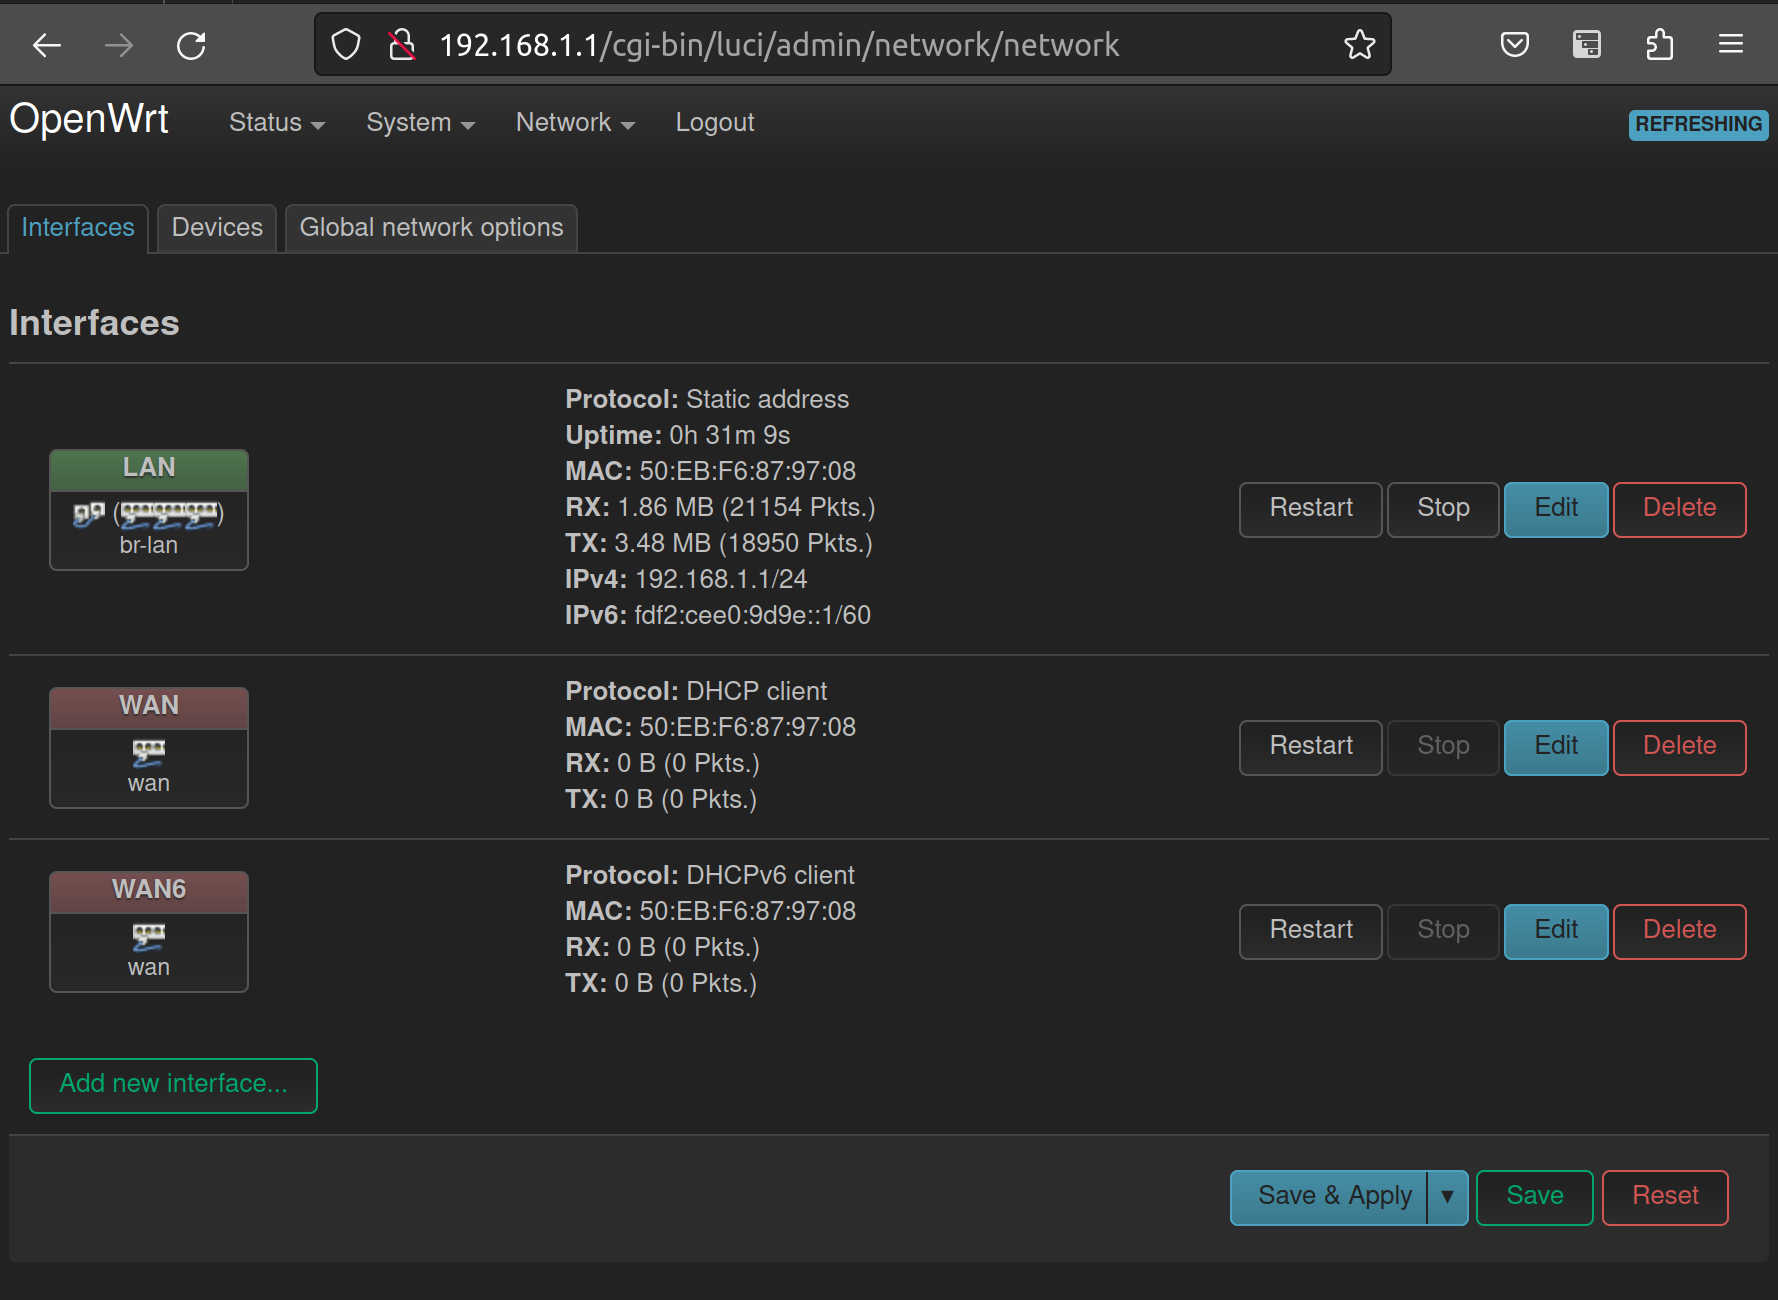 192.168.1.1/cgi-bin/luci/admin/network/network
OpenWrt Status System Network Logout REFRESHING
Interfaces Devices Global network options
Interfaces
LAN
( )
br-lan
Protocol: Static address
Uptime: 0h 31m 9s
MAC: 50:EB:F6:87:97:08
RX: 1.86 MB (21154 Pkts.)
TX: 3.48 MB (18950 Pkts.)
IPv4: 192.168.1.1/24
IPv6: fdf2:cee0:9d9e::1/60
Restart Stop Edit Delete
WAN
wan
Protocol: DHCP client
MAC: 50:EB:F6:87:97:08
RX: 0 B (0 Pkts.)
TX: 0 B (0 Pkts.)
Restart Stop Edit Delete
WAN6
wan
Protocol: DHCPv6 client
MAC: 50:EB:F6:87:97:08
RX: 0 B (0 Pkts.)
TX: 0 B (0 Pkts.)
Restart Stop Edit Delete
Add new interface...
Save & Apply ▼ Save Reset